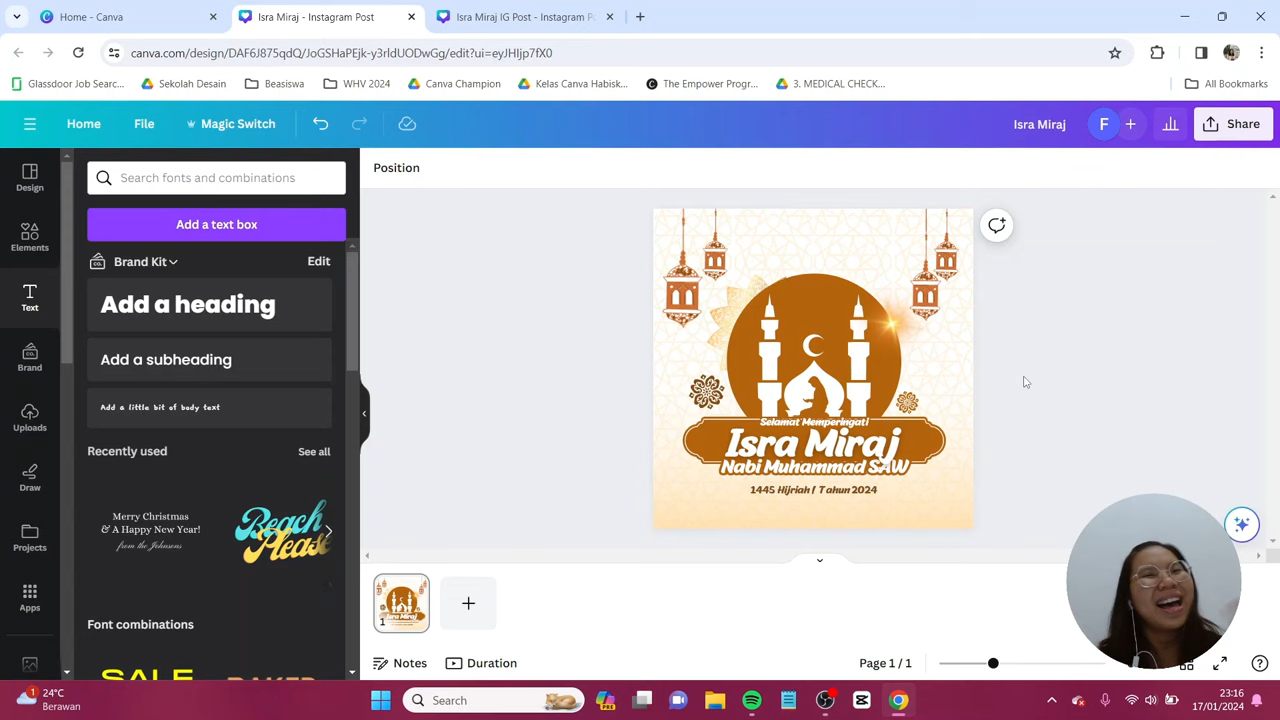 Home - Canva
Isra Miraj - Instagram Post
Isra Miraj IG Post - Instagram P
canva.com/design/DAF6J875qdQ/JoGSHaPEjk-y3rldUODwGg/edit?ui=eyJHIjp7fX0
Glassdoor Job Searc...
Sekolah Desain
Beasiswa
WHV 2024
Canva Champion
Kelas Canva Habisk...
The Empower Progr...
3. MEDICAL CHECK...
All Bookmarks
Home
File
Magic Switch
Isra Miraj
F
Share
Design
Elements
Text
Brand
Uploads
Draw
Projects
Apps
Search fonts and combinations
Add a text box
Brand Kit
Edit
Add a heading
Add a subheading
Add a little bit of body text
Recently used
See all
Merry Christmas
& A Happy New Year!
from the Johnsons
Beach
Please
Font combinations
SALE
Position
Selamat Memperingati
Isra Miraj
Nabi Muhammad SAW
1445 Hijriah / Tahun 2024
1
Notes
Duration
Page 1 / 1
1
24°C
Berawan
Search
PRE
23:16
17/01/2024